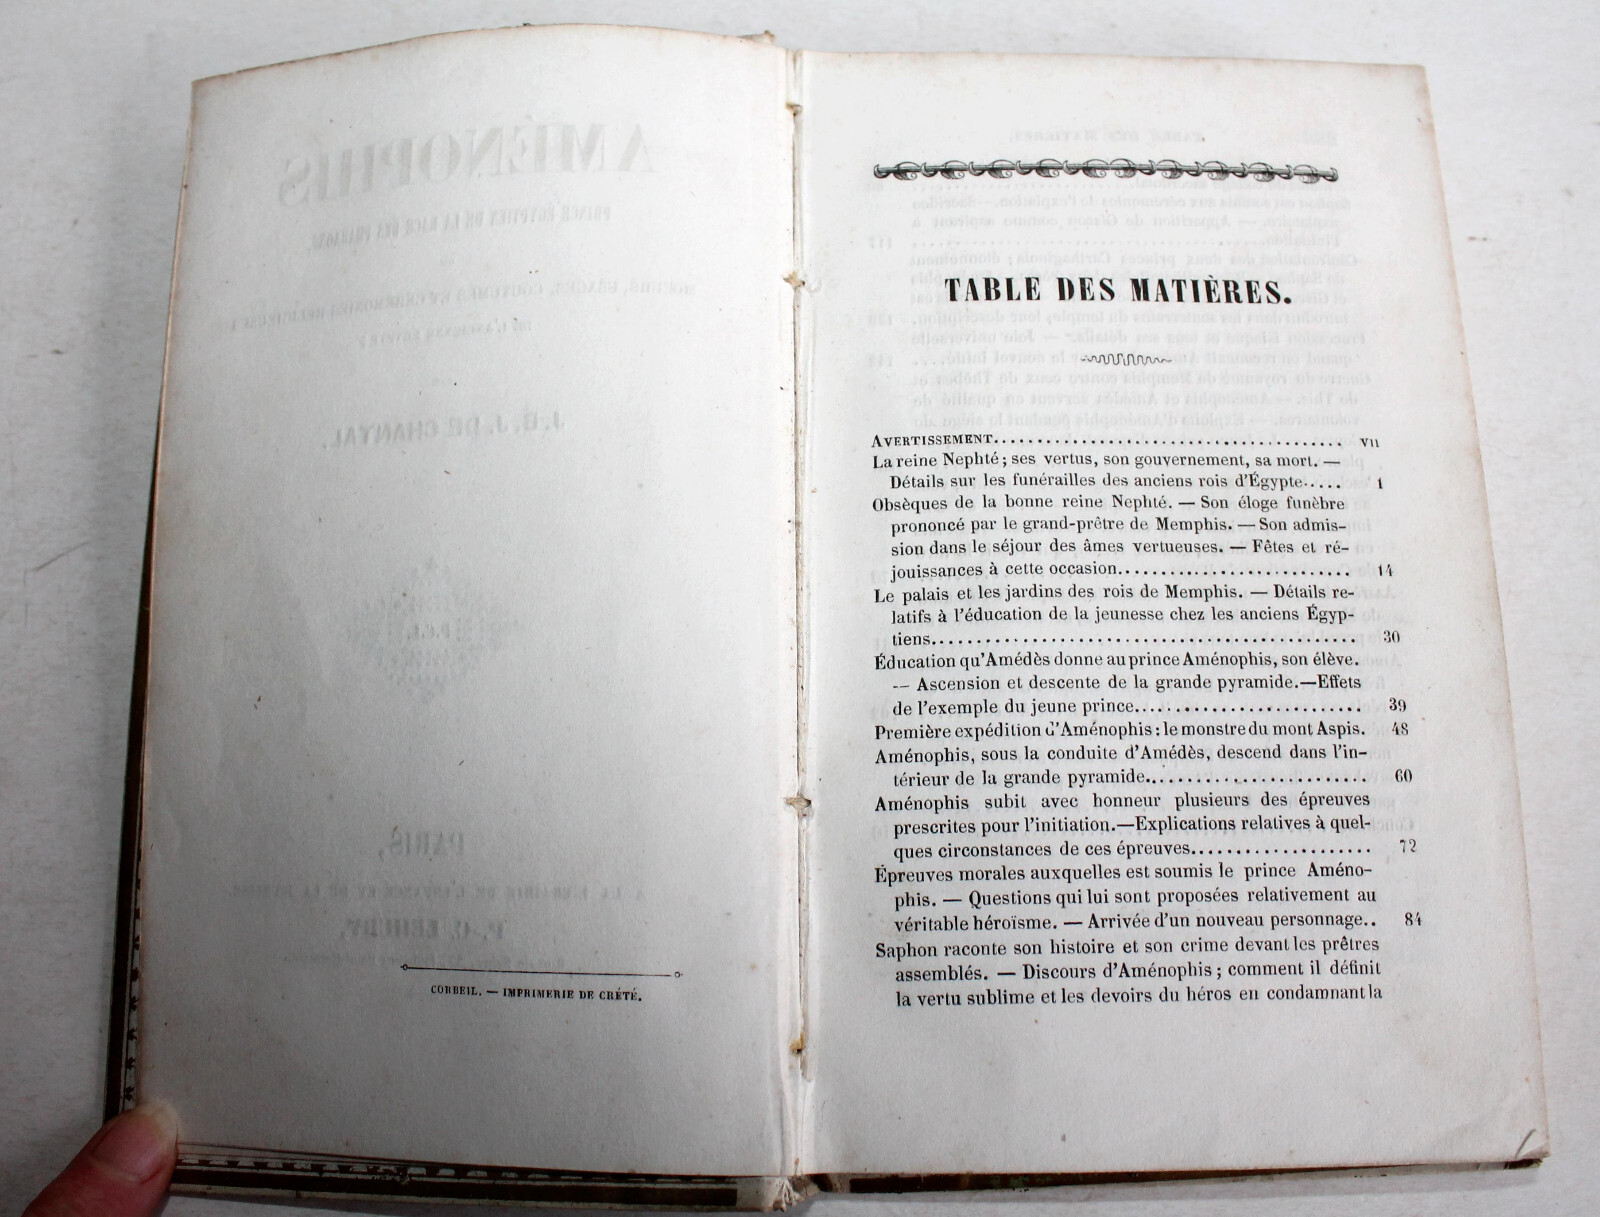 CORBEIL. — IMPRIMERIE DE CRÉTÉ.
TABLE DES MATIÈRES.
AVERTISSEMENT........................................ VII
La reine Nephté ; ses vertus, son gouvernement, sa mort. —
Détails sur les funérailles des anciens rois d'Égypte..... 1
Obsèques de la bonne reine Nephté. — Son éloge funèbre
prononcé par le grand-prêtre de Memphis. — Son admis-
sion dans le séjour des âmes vertueuses. — Fêtes et ré-
jouissances à cette occasion........................... 14
Le palais et les jardins des rois de Memphis. — Détails re-
latifs à l'éducation de la jeunesse chez les anciens Égyp-
tiens............................................... 30
Éducation qu'Amédès donne au prince Aménophis, son élève.
— Ascension et descente de la grande pyramide.—Effets
de l'exemple du jeune prince......................... 39
Première expédition d'Aménophis : le monstre du mont Aspis. 48
Aménophis, sous la conduite d'Amédès, descend dans l'in-
térieur de la grande pyramide......................... 60
Aménophis subit avec honneur plusieurs des épreuves
prescrites pour l'initiation.—Explications relatives à quel-
ques circonstances de ces épreuves.................... 72
Épreuves morales auxquelles est soumis le prince Améno-
phis. — Questions qui lui sont proposées relativement au
véritable héroïsme. — Arrivée d'un nouveau personnage.. 84
Saphon raconte son histoire et son crime devant les prêtres
assemblés. — Discours d'Aménophis ; comment il définit
la vertu sublime et les devoirs du héros en condamnant la